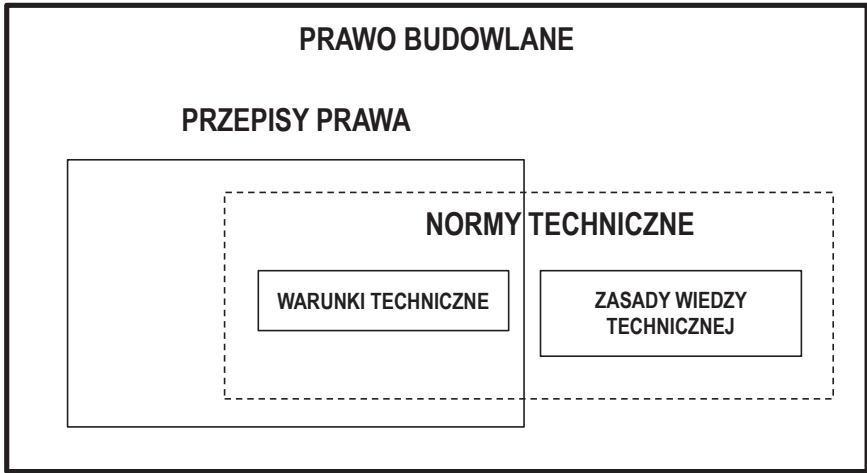 PRAWO BUDOWLANE
PRZEPISY PRAWA
NORMY TECHNICZNE
WARUNKI TECHNICZNE
ZASADY WIEDZY
TECHNICZNEJ